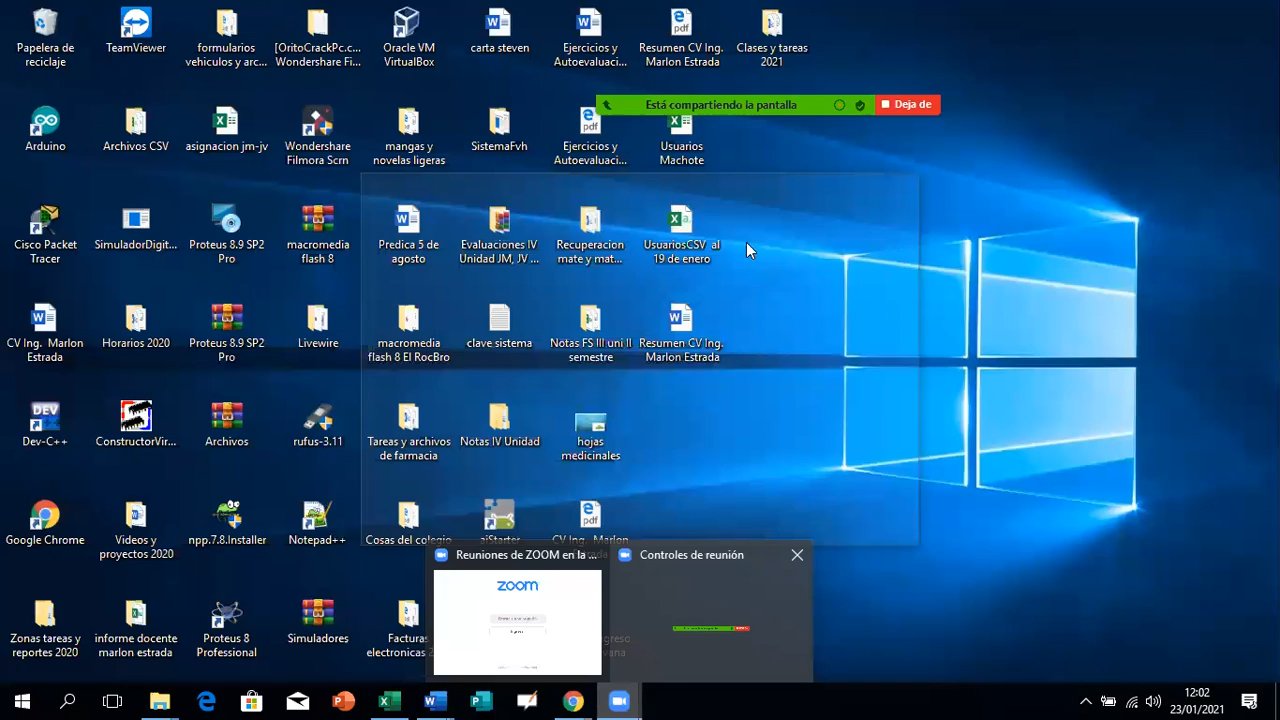 Papelera de
reciclaje
TeamViewer
formularios
vehiculos y arc...
[OritoCrackPc.c...
Wondershare Fi...
Oracle VM
VirtualBox
carta steven
Ejercicios y
Autoevaluaci...
Resumen CV Ing.
Marlon Estrada
Clases y tareas
2021
Está compartiendo la pantalla
Deja de
Arduino
Archivos CSV
asignacion jm-jv
Wondershare
Filmora Scrn
mangas y
novelas ligeras
SistemaFvh
Ejercicios y
Autoevaluaci...
Usuarios
Machote
Cisco Packet
Tracer
SimuladorDigit...
Proteus 8.9 SP2
Pro
macromedia
flash 8
Predica 5 de
agosto
Evaluaciones IV
Unidad JM, JV ...
Recuperacion
mate y mat...
UsuariosCSV al
19 de enero
CV Ing. Marlon
Estrada
Horarios 2020
Proteus 8.9 SP2
Pro
Livewire
macromedia
flash 8 El RocBro
clave sistema
Notas FS III uni II
semestre
Resumen CV Ing.
Marlon Estrada
Dev-C++
ConstructorVir...
Archivos
rufus-3.11
Tareas y archivos
de farmacia
Notas IV Unidad
hojas
medicinales
Google Chrome
Videos y
proyectos 2020
npp.7.8.Installer
Notepad++
Cosas del colegio
aiStarter
CV Ing. Marlon
Estrada
Reuniones de ZOOM en la ...
Controles de reunión
zoom
Zonzas tareas y
reportes 2020
informe docente
marlon estrada
Proteus 8
Professional
Simuladores
Facturas
electronicas 2
12:02
23/01/2021